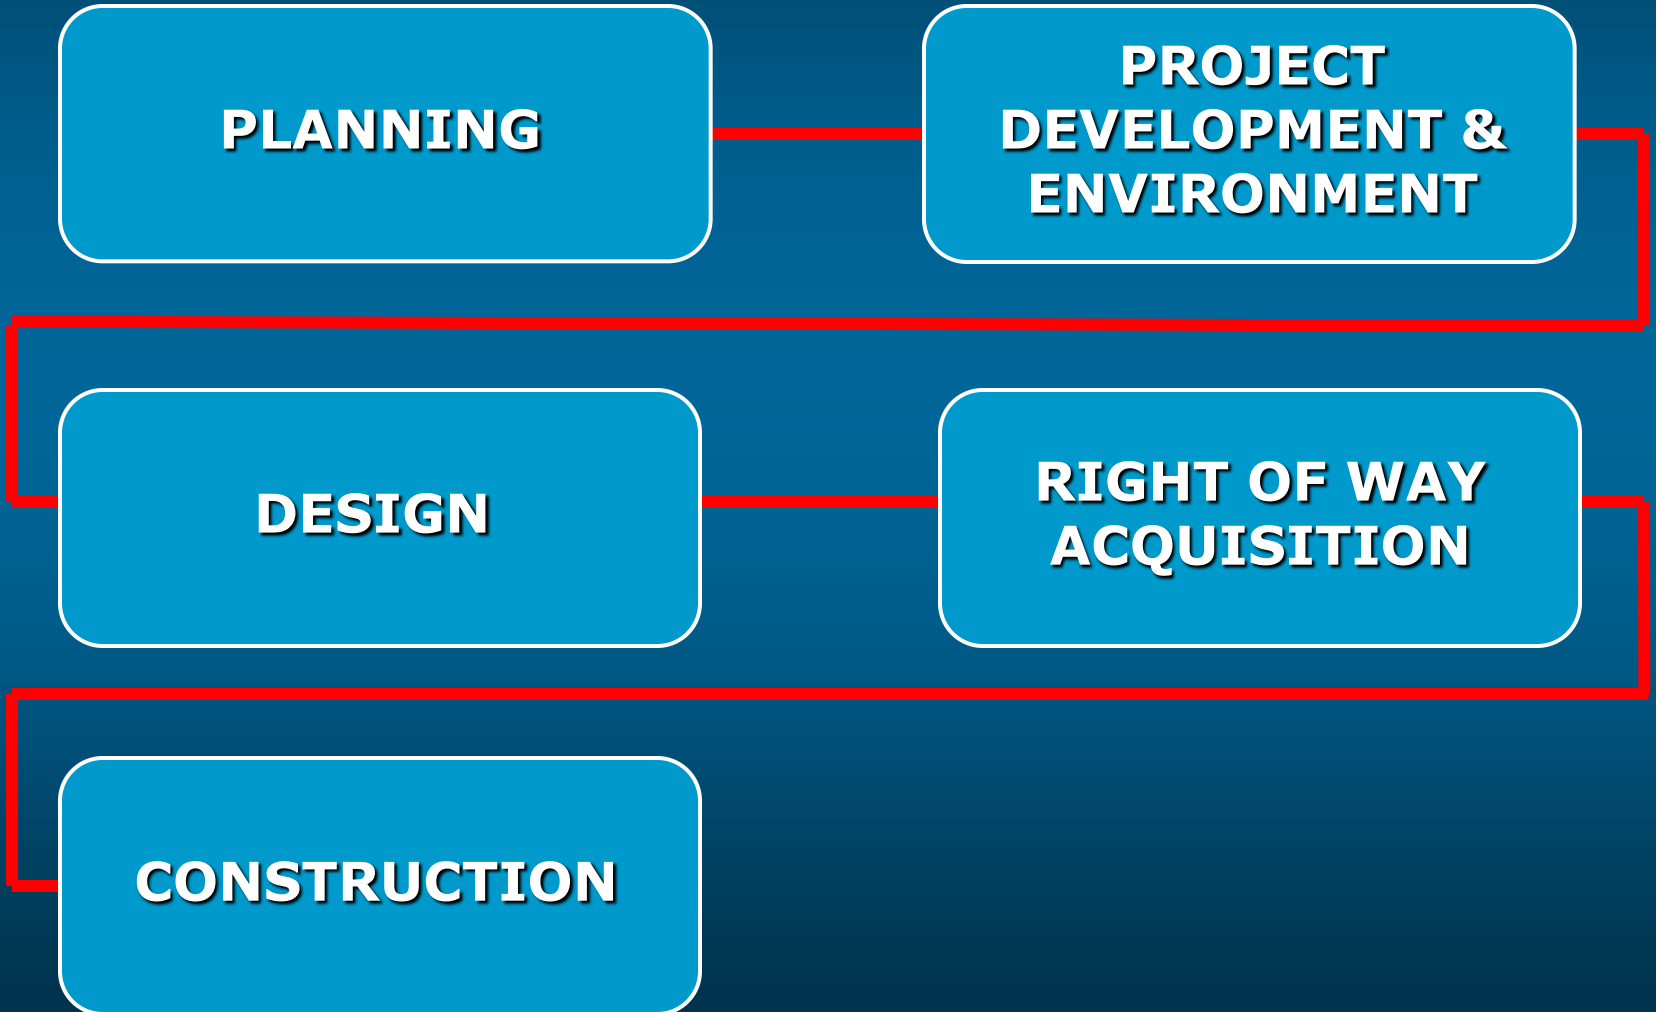 PLANNING
PROJECT
DEVELOPMENT &
ENVIRONMENT
DESIGN
RIGHT OF WAY
ACQUISITION
CONSTRUCTION